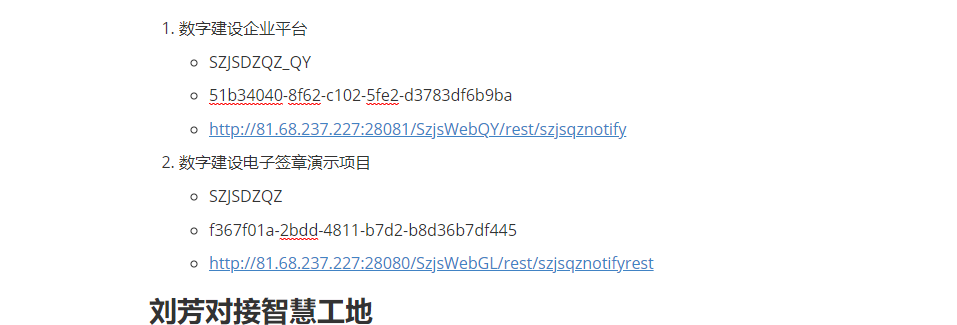 1. 数字建设企业平台
○ SZJSDZQZ_QY
○ 51b34040-8f62-c102-5fe2-d3783df6b9ba
○ http://81.68.237.227:28081/SzjsWebQY/rest/szjsqznotify
2. 数字建设电子签章演示项目
○ SZJSDZQZ
○ f367f01a-2bdd-4811-b7d2-b8d36b7df445
○ http://81.68.237.227:28080/SzjsWebGL/rest/szjsqznotifyrest
刘芳对接智慧工地